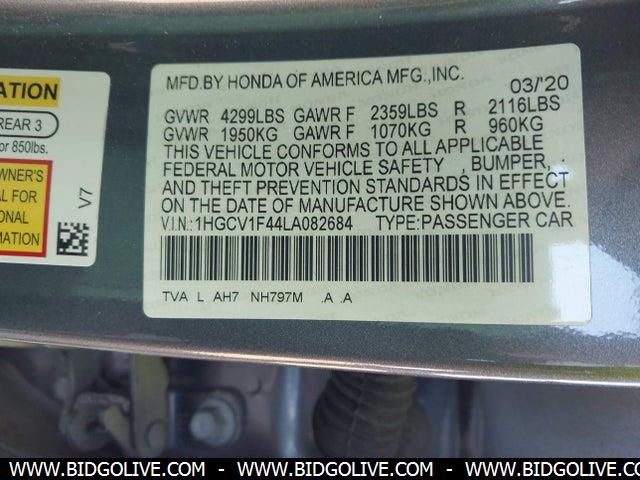 ATION
REAR 3
or 850lbs.
WNER'S
AL FOR
IONAL
RMATION
V7
MFD.BY HONDA OF AMERICA MFG.,INC. 03/'20
GVWR 4299LBS GAWR F 2359LBS R 2116LBS
GVWR 1950KG GAWR F 1070KG R 960KG
THIS VEHICLE CONFORMS TO ALL APPLICABLE
FEDERAL MOTOR VEHICLE SAFETY , BUMPER, .
AND THEFT PREVENTION STANDARDS IN EFFECT
ON THE DATE OF MANUFACTURE SHOWN ABOVE.
V.I.N.:1HGCV1F44LA082684 TYPE:PASSENGER CAR
TVA L AH7 NH797M .A .A
WWW.BIDGOLIVE.COM - WWW.BIDGOLIVE.COM - WWW.BIDGOLIVE.COM